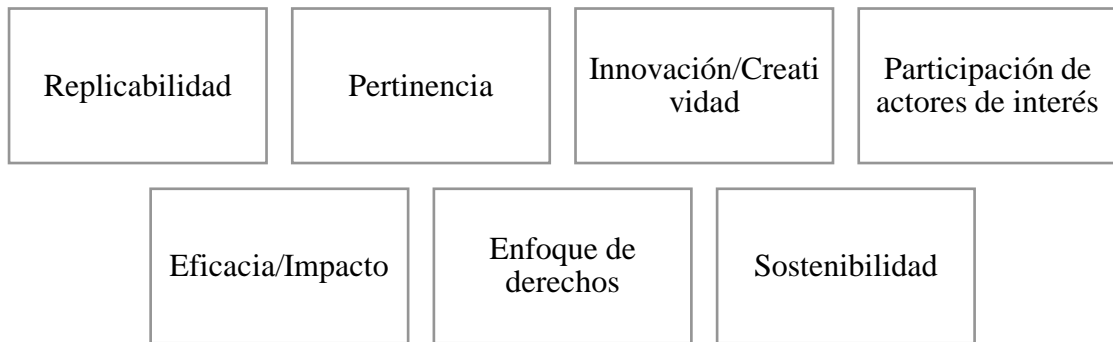 Replicabilidad
Pertinencia
Innovación/Creati
vidad
Participación de
actores de interés
Eficacia/Impacto
Enfoque de
derechos
Sostenibilidad